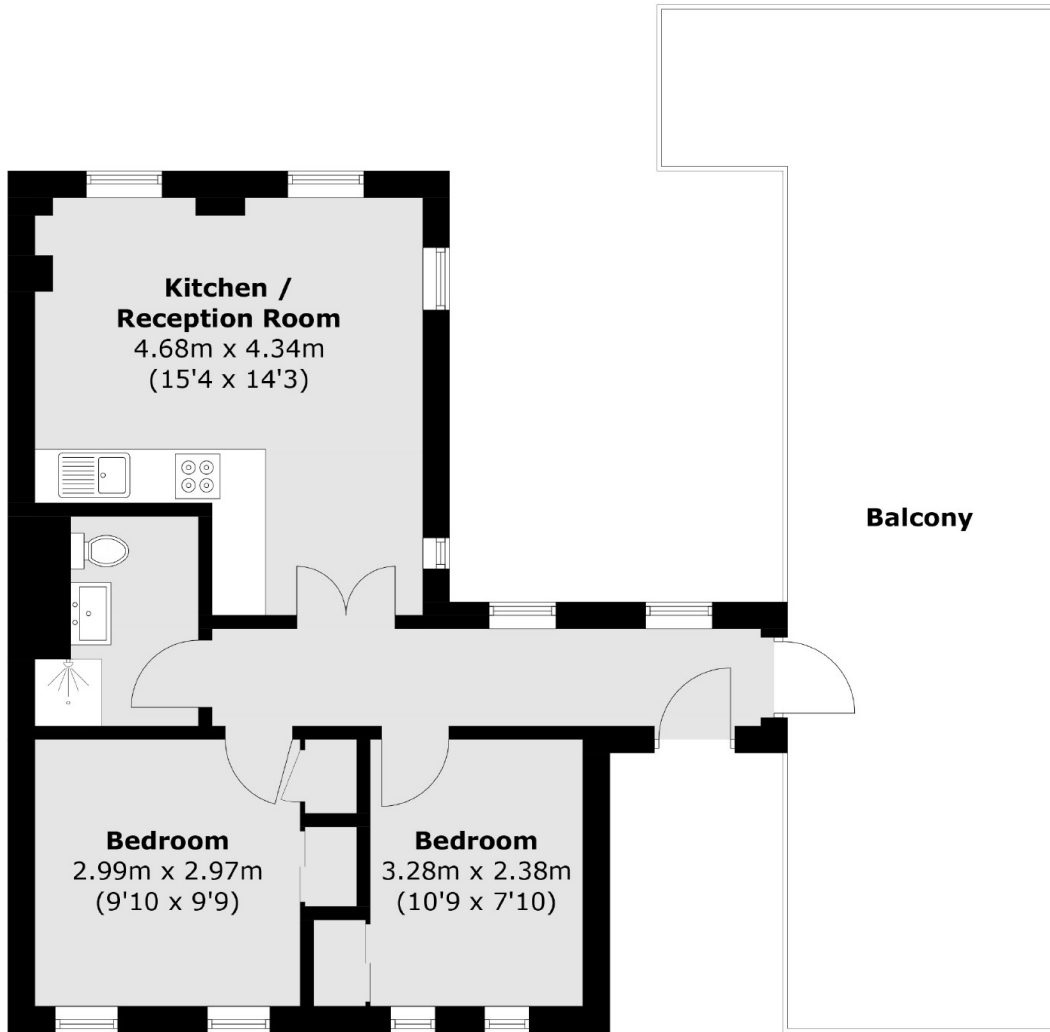 Kitchen /
Reception Room
4.68m x 4.34m
(15'4 x 14'3)
Balcony
Bedroom
2.99m x 2.97m
(9'10 x 9'9)
Bedroom
3.28m x 2.38m
(10'9 x 7'10)